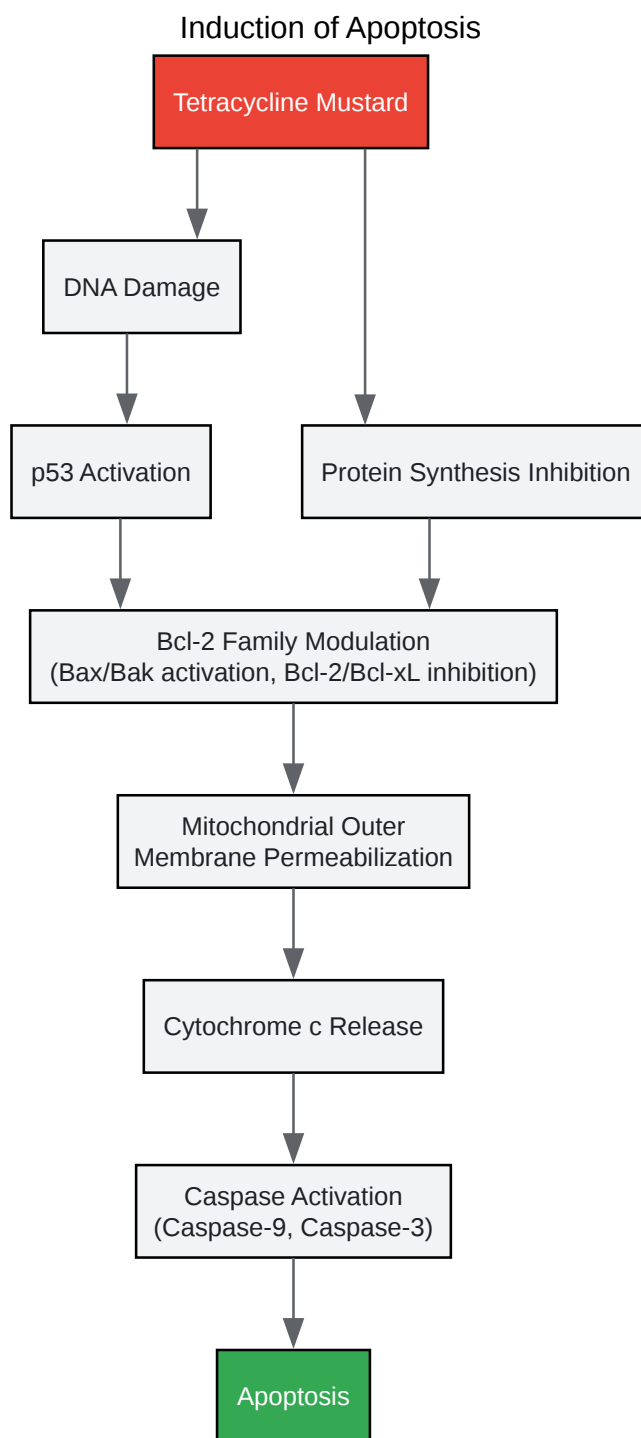 Induction of Apoptosis
Tetracycline Mustard
DNA Damage
p53 Activation
Protein Synthesis Inhibition
Bcl-2 Family Modulation
(Bax/Bak activation, Bcl-2/Bcl-xL inhibition)
Mitochondrial Outer
Membrane Permeabilization
Cytochrome c Release
Caspase Activation
(Caspase-9, Caspase-3)
Apoptosis